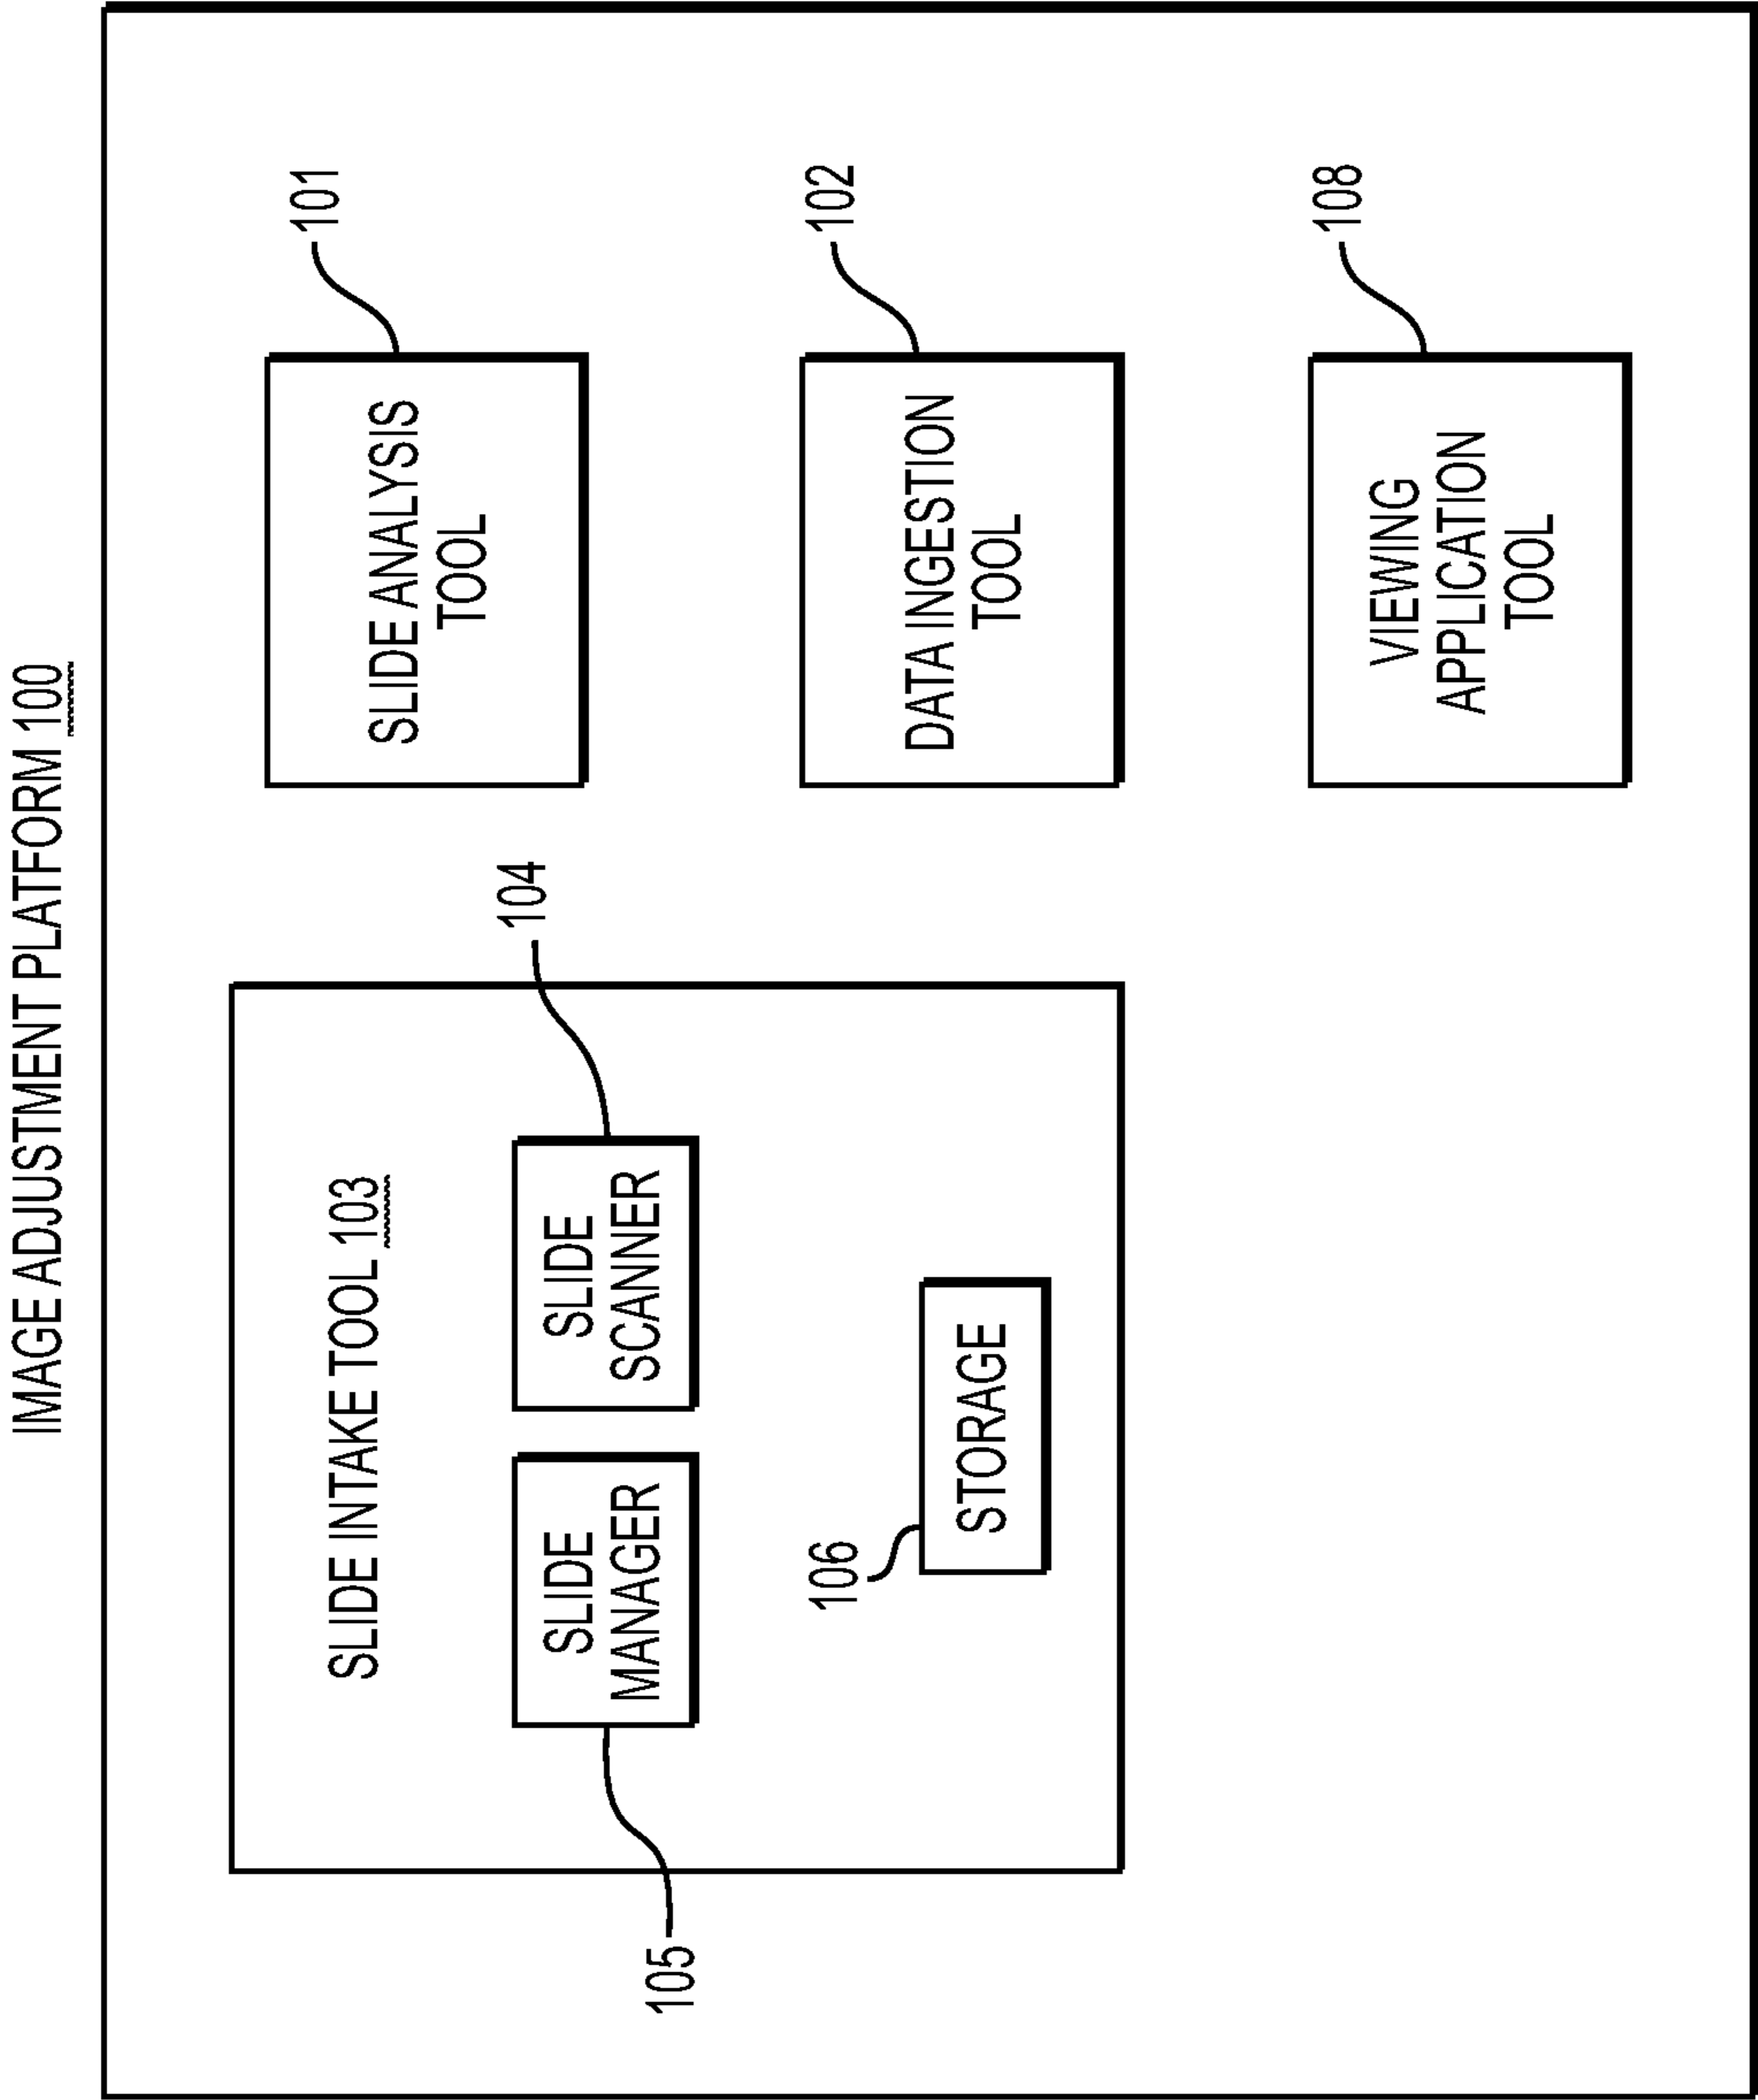 IMAGE ADJUSTMENT PLATFORM 100
SLIDE INTAKE TOOL 103
105
SLIDE
MANAGER
104
SLIDE
SCANNER
106
STORAGE
101
SLIDE ANALYSIS
TOOL
102
DATA INGESTION
TOOL
108
VIEWING
APPLICATION
TOOL